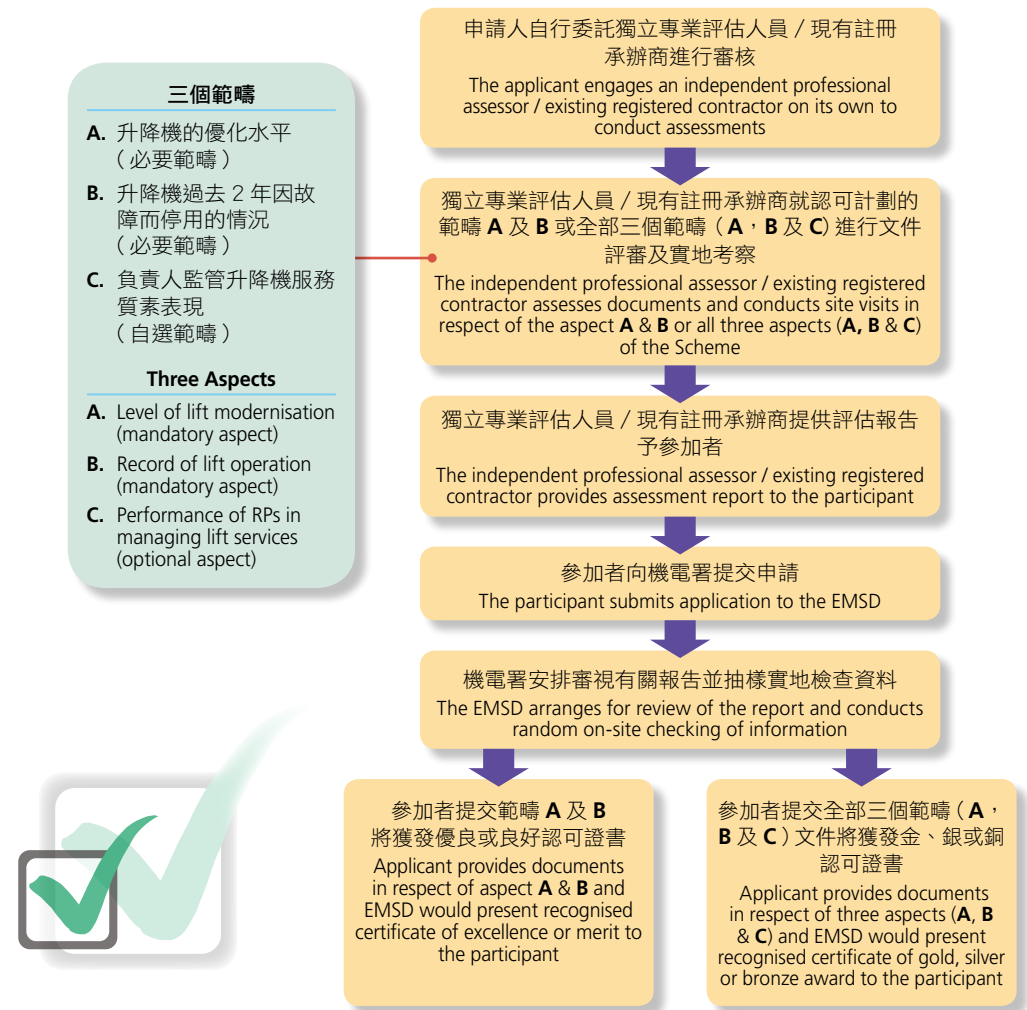 三個範疇
A. 升降機的優化水平
（必要範疇）
B. 升降機過去 2 年因故
障而停用的情況
（必要範疇）
C. 負責人監管升降機服務
質素表現
（自選範疇）
Three Aspects
A. Level of lift modernisation
(mandatory aspect)
B. Record of lift operation
(mandatory aspect)
C. Performance of RPs in
managing lift services
(optional aspect)
申請人自行委託獨立專業評估人員 / 現有註冊
承辦商進行審核
The applicant engages an independent professional
assessor / existing registered contractor on its own to
conduct assessments
獨立專業評估人員 / 現有註冊承辦商就認可計劃的
範疇 A 及 B 或全部三個範疇（A，B 及 C）進行文件
評審及實地考察
The independent professional assessor / existing registered
contractor assesses documents and conducts site visits in
respect of the aspect A & B or all three aspects (A, B & C)
of the Scheme
獨立專業評估人員 / 現有註冊承辦商提供評估報告
予參加者
The independent professional assessor / existing registered
contractor provides assessment report to the participant
參加者向機電署提交申請
The participant submits application to the EMSD
機電署安排審視有關報告並抽樣實地檢查資料
The EMSD arranges for review of the report and conducts
random on-site checking of information
參加者提交範疇 A 及 B
將獲發優良或良好認可證書
Applicant provides documents
in respect of aspect A & B and
EMSD would present recognised
certificate of excellence or merit to
the participant
參加者提交全部三個範疇（A，
B 及 C）文件將獲發金、銀或銅
認可證書
Applicant provides documents
in respect of three aspects (A, B
& C) and EMSD would present
recognised certificate of gold, silver
or bronze award to the participant